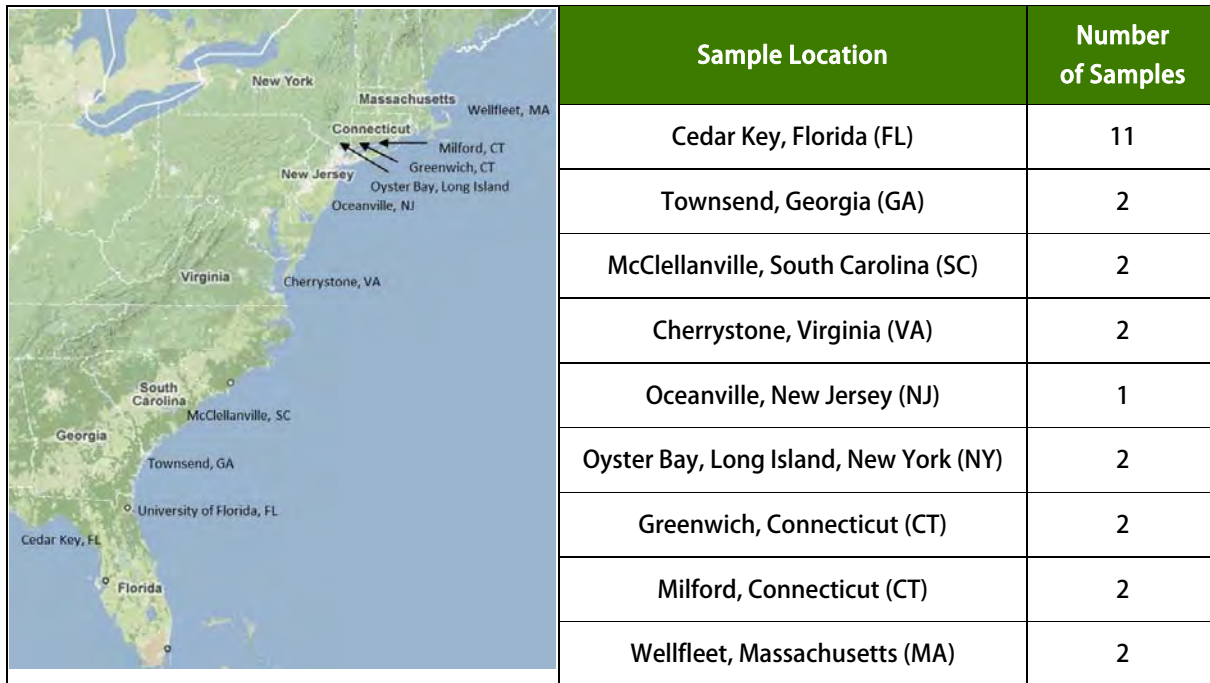 New York
Massachusetts
Wellfleet, MA
Connecticut
Milford, CT
Greenwich, CT
New Jersey
Oyster Bay, Long Island
Oceanville, NJ
Virginia
Cherrystone, VA
South
Carolina
McClellanville, SC
Georgia
Townsend, GA
University of Florida, FL
Cedar Key, FL
Florida
Sample Location
Number
of Samples
Cedar Key, Florida (FL) 11
Townsend, Georgia (GA) 2
McClellanville, South Carolina (SC) 2
Cherrystone, Virginia (VA) 2
Oceanville, New Jersey (NJ) 1
Oyster Bay, Long Island, New York (NY) 2
Greenwich, Connecticut (CT) 2
Milford, Connecticut (CT) 2
Wellfleet, Massachusetts (MA) 2